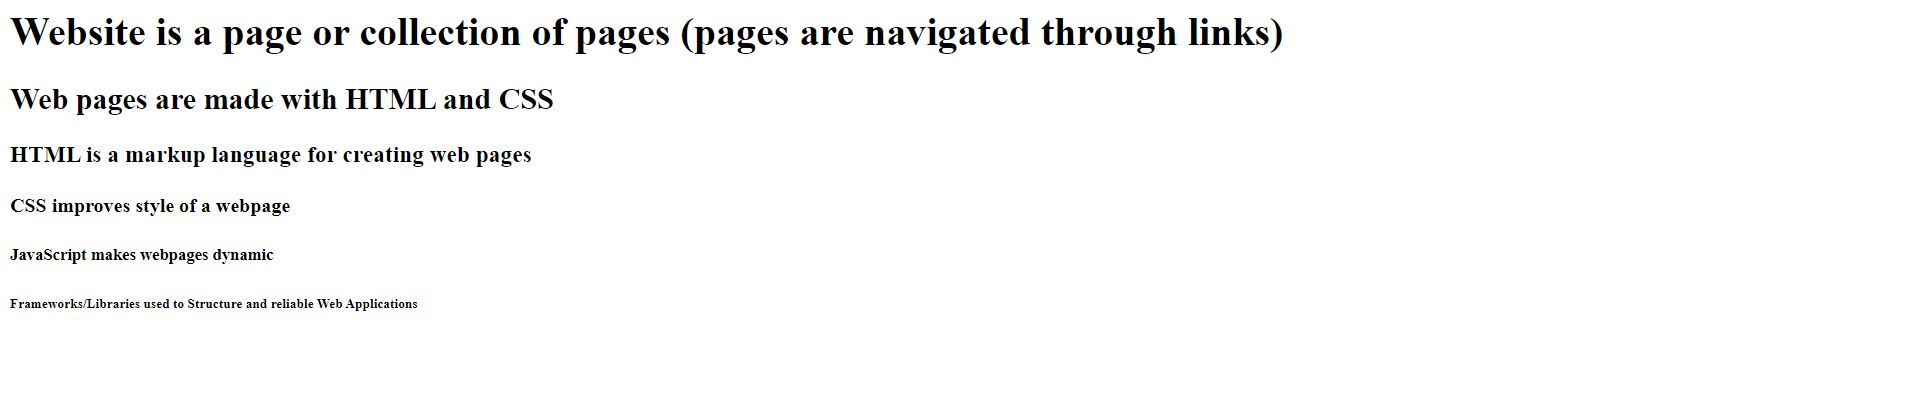 Website is a page or collection of pages (pages are navigated through links)
Web pages are made with HTML and CSS
HTML is a markup language for creating web pages
CSS improves style of a webpage
JavaScript makes webpages dynamic
Frameworks/Libraries used to Structure and reliable Web Applications